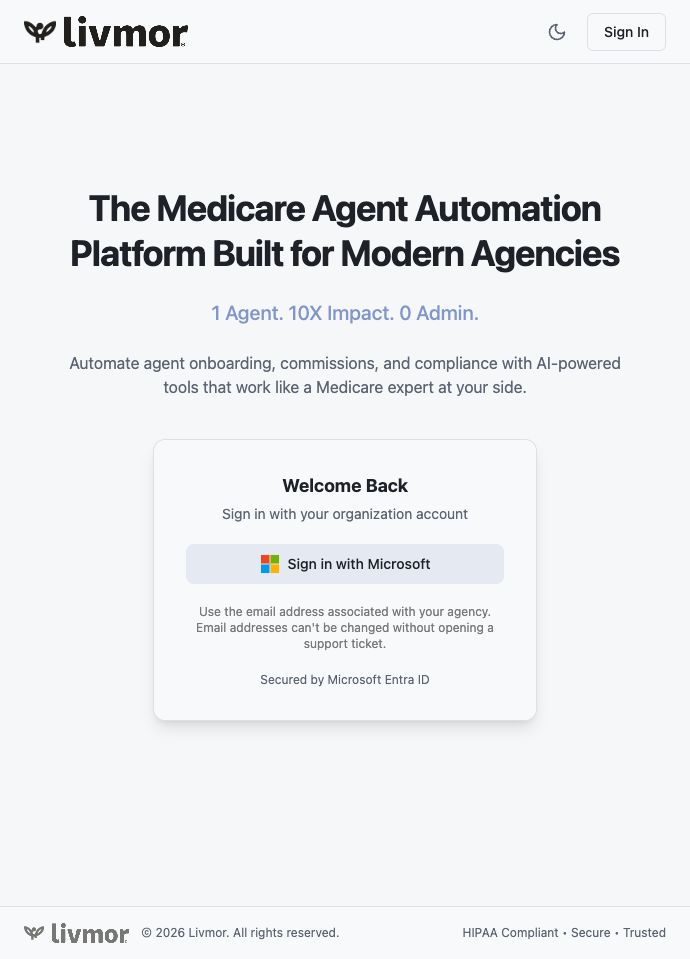 livmor
Sign In
The Medicare Agent Automation
Platform Built for Modern Agencies
1 Agent. 10X Impact. 0 Admin.
Automate agent onboarding, commissions, and compliance with AI-powered
tools that work like a Medicare expert at your side.
Welcome Back
Sign in with your organization account
Sign in with Microsoft
Use the email address associated with your agency.
Email addresses can't be changed without opening a
support ticket.
Secured by Microsoft Entra ID
livmor © 2026 Livmor. All rights reserved. HIPAA Compliant • Secure • Trusted